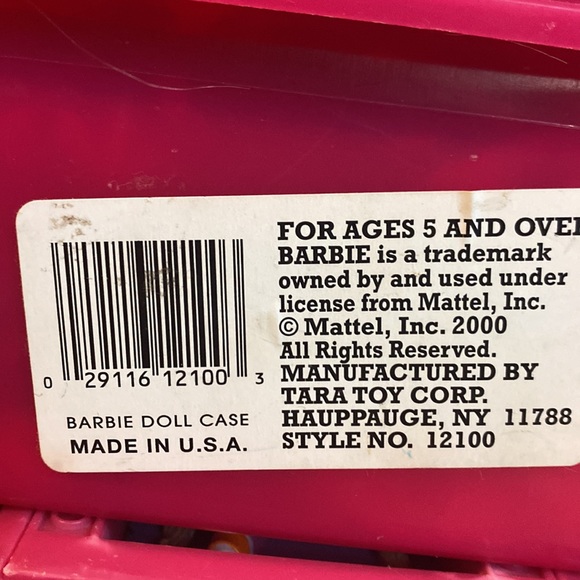 0 29116 12100 3
BARBIE DOLL CASE
MADE IN U.S.A.
FOR AGES 5 AND OVE
BARBIE is a trademark
owned by and used under
license from Mattel, Inc.
© Mattel, Inc. 2000
All Rights Reserved.
MANUFACTURED BY
TARA TOY CORP.
HAUPPAUGE, NY 11788
STYLE NO. 12100